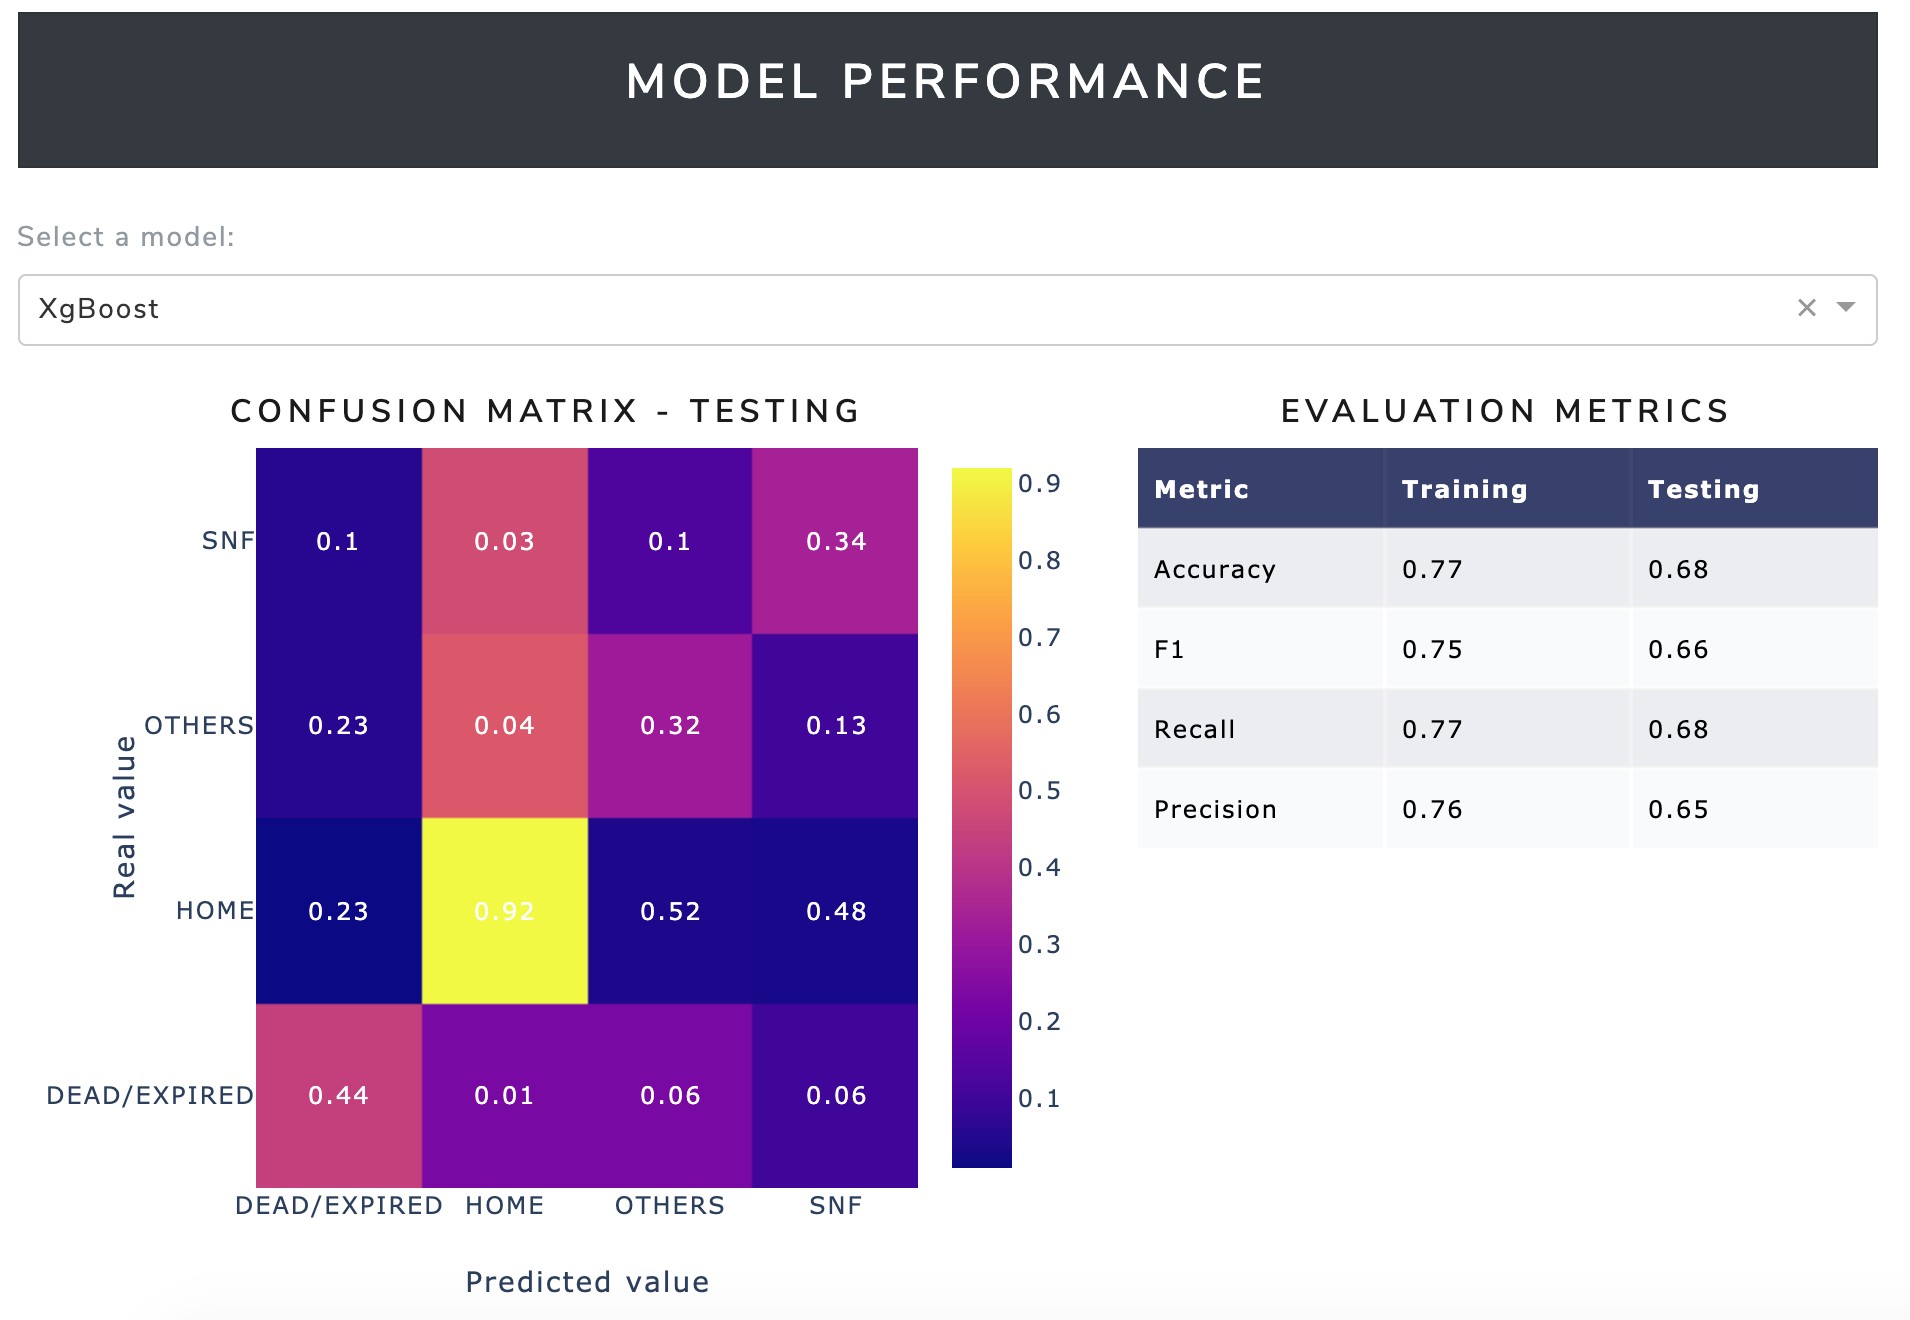 MODEL PERFORMANCE
Select a model:
XgBoost
CONFUSION MATRIX - TESTING
SNF 0.1 0.03 0.1 0.34
OTHERS 0.23 0.04 0.32 0.13
HOME 0.23 0.92 0.52 0.48
DEAD/EXPIRED 0.44 0.01 0.06 0.06
DEAD/EXPIRED HOME OTHERS SNF
Real value
Predicted value
0.9
0.8
0.7
0.6
0.5
0.4
0.3
0.2
0.1
EVALUATION METRICS
Metric Training Testing
Accuracy 0.77 0.68
F1 0.75 0.66
Recall 0.77 0.68
Precision 0.76 0.65